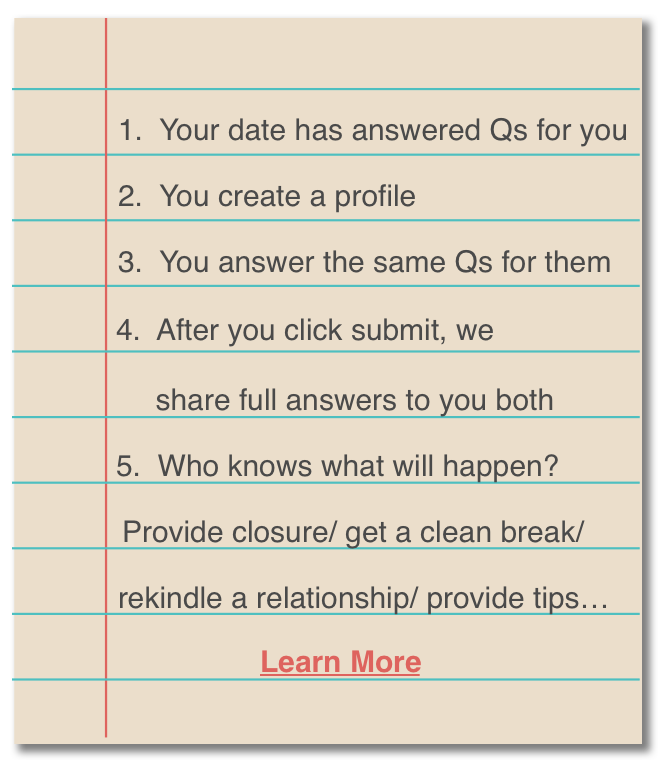 1. Your date has answered Qs for you
2. You create a profile
3. You answer the same Qs for them
4. After you click submit, we
share full answers to you both
5. Who knows what will happen?
Provide closure/ get a clean break/
rekindle a relationship/ provide tips…
Learn More